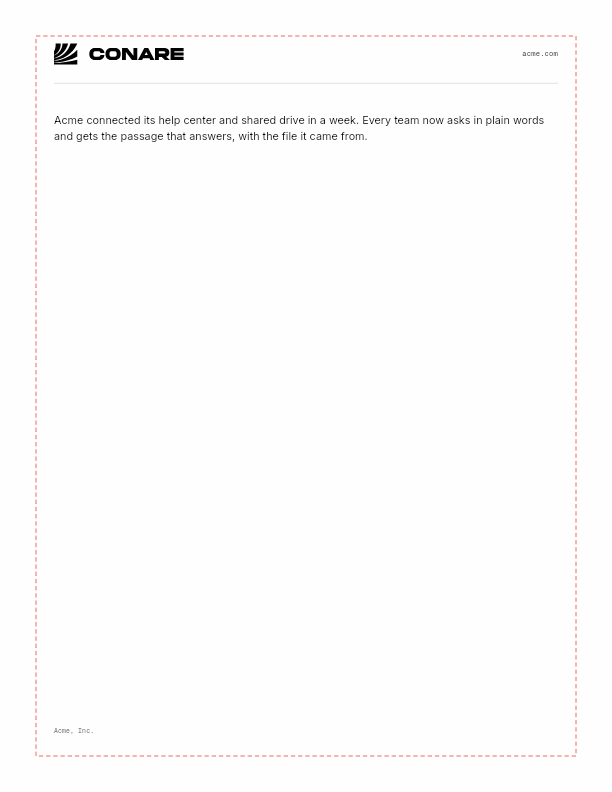 CONARE
acme.com
Acme connected its help center and shared drive in a week. Every team now asks in plain words
and gets the passage that answers, with the file it came from.
Acme, Inc.